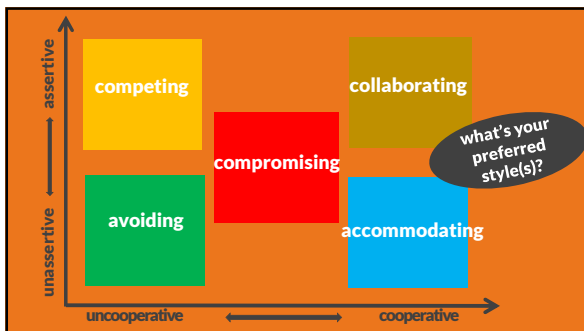 assertive
unassertive
competing
collaborating
compromising
avoiding
accommodating
what's your
preferred
style(s)?
uncooperative
cooperative